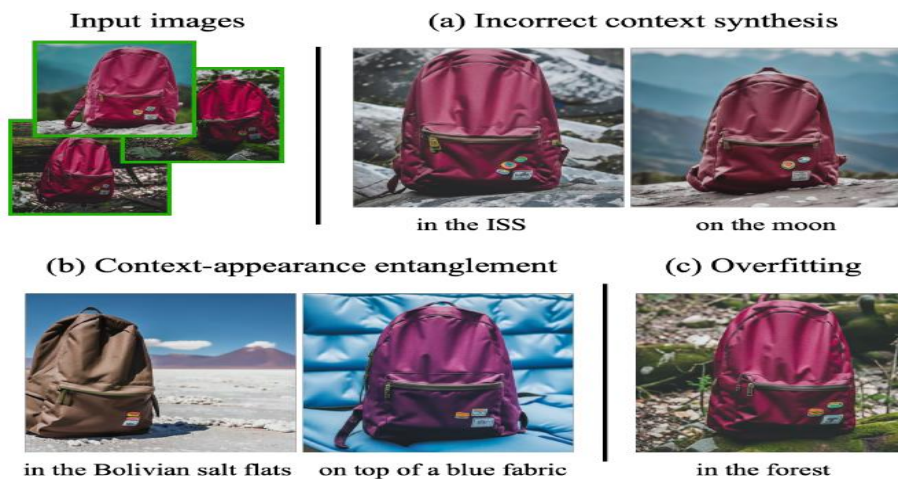 Input images
(a) Incorrect context synthesis
in the ISS
on the moon
(b) Context-appearance entanglement
(c) Overfitting
in the Bolivian salt flats
on top of a blue fabric
in the forest